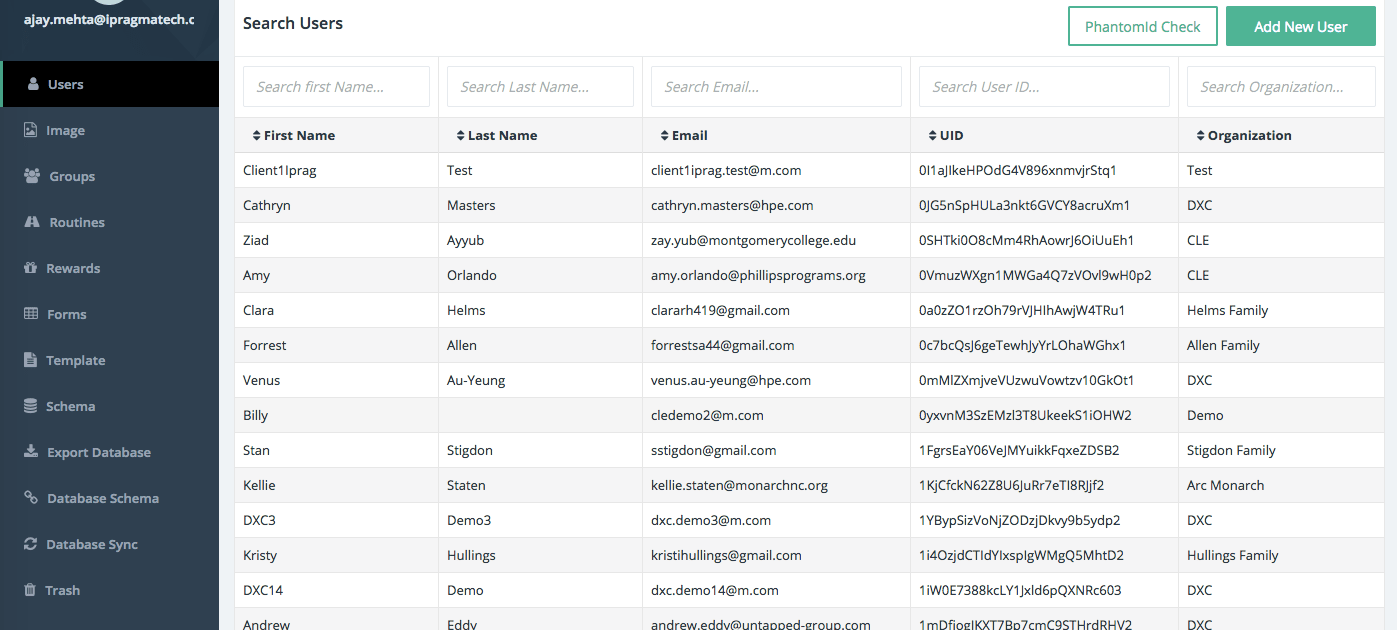 ajay.mehta@ipragmatech.c
Users
Image
Groups
Routines
Rewards
Forms
Template
Schema
Export Database
Database Schema
Database Sync
Trash
Search Users
PhantomId Check
Add New User
Search first Name... Search Last Name... Search Email... Search User ID... Search Organization...
First Name Last Name Email UID Organization
Client1Iprag Test client1iprag.test@m.com 0I1aJIkeHPOdG4V896xnmvjrStq1 Test
Cathryn Masters cathryn.masters@hpe.com 0JG5nSpHULa3nkt6GVCY8acruXm1 DXC
Ziad Ayyub zay.yub@montgomerycollege.edu 0SHTki0O8cMm4RhAowrJ6OiUuEh1 CLE
Amy Orlando amy.orlando@phillipsprograms.org 0VmuzWXgn1MWGa4Q7zVOvl9wH0p2 CLE
Clara Helms clararh419@gmail.com 0a0zZO1rzOh79rVJHIhAwjW4TRu1 Helms Family
Forrest Allen forrestsa44@gmail.com 0c7bcQsJ6geTewhJyYrLOhaWGhx1 Allen Family
Venus Au-Yeung venus.au-yeung@hpe.com 0mMlZXmjveVUzwuVowtzv10GkOt1 DXC
Billy cledemo2@m.com 0yxvnM3SzEMzl3T8UkeekS1iOHW2 Demo
Stan Stigdon sstigdon@gmail.com 1FgrsEaY06VeJMYuikkFqxeZDSB2 Stigdon Family
Kellie Staten kellie.staten@monarchnc.org 1KjCfckN62Z8U6JuRr7eTI8RJjf2 Arc Monarch
DXC3 Demo3 dxc.demo3@m.com 1YBypSizVoNjZODzjDkvy9b5ydp2 DXC
Kristy Hullings kristihullings@gmail.com 1i4OzjdCTIdYIxspIgWMgQ5MhtD2 Hullings Family
DXC14 Demo dxc.demo14@m.com 1iW0E7388kcLY1Jxld6pQXNRc603 DXC
Andrew Eddy andrew.eddy@untapped-group.com 1mDfjogIKXT7Bp7cmC9STHrdRHV2 DXC